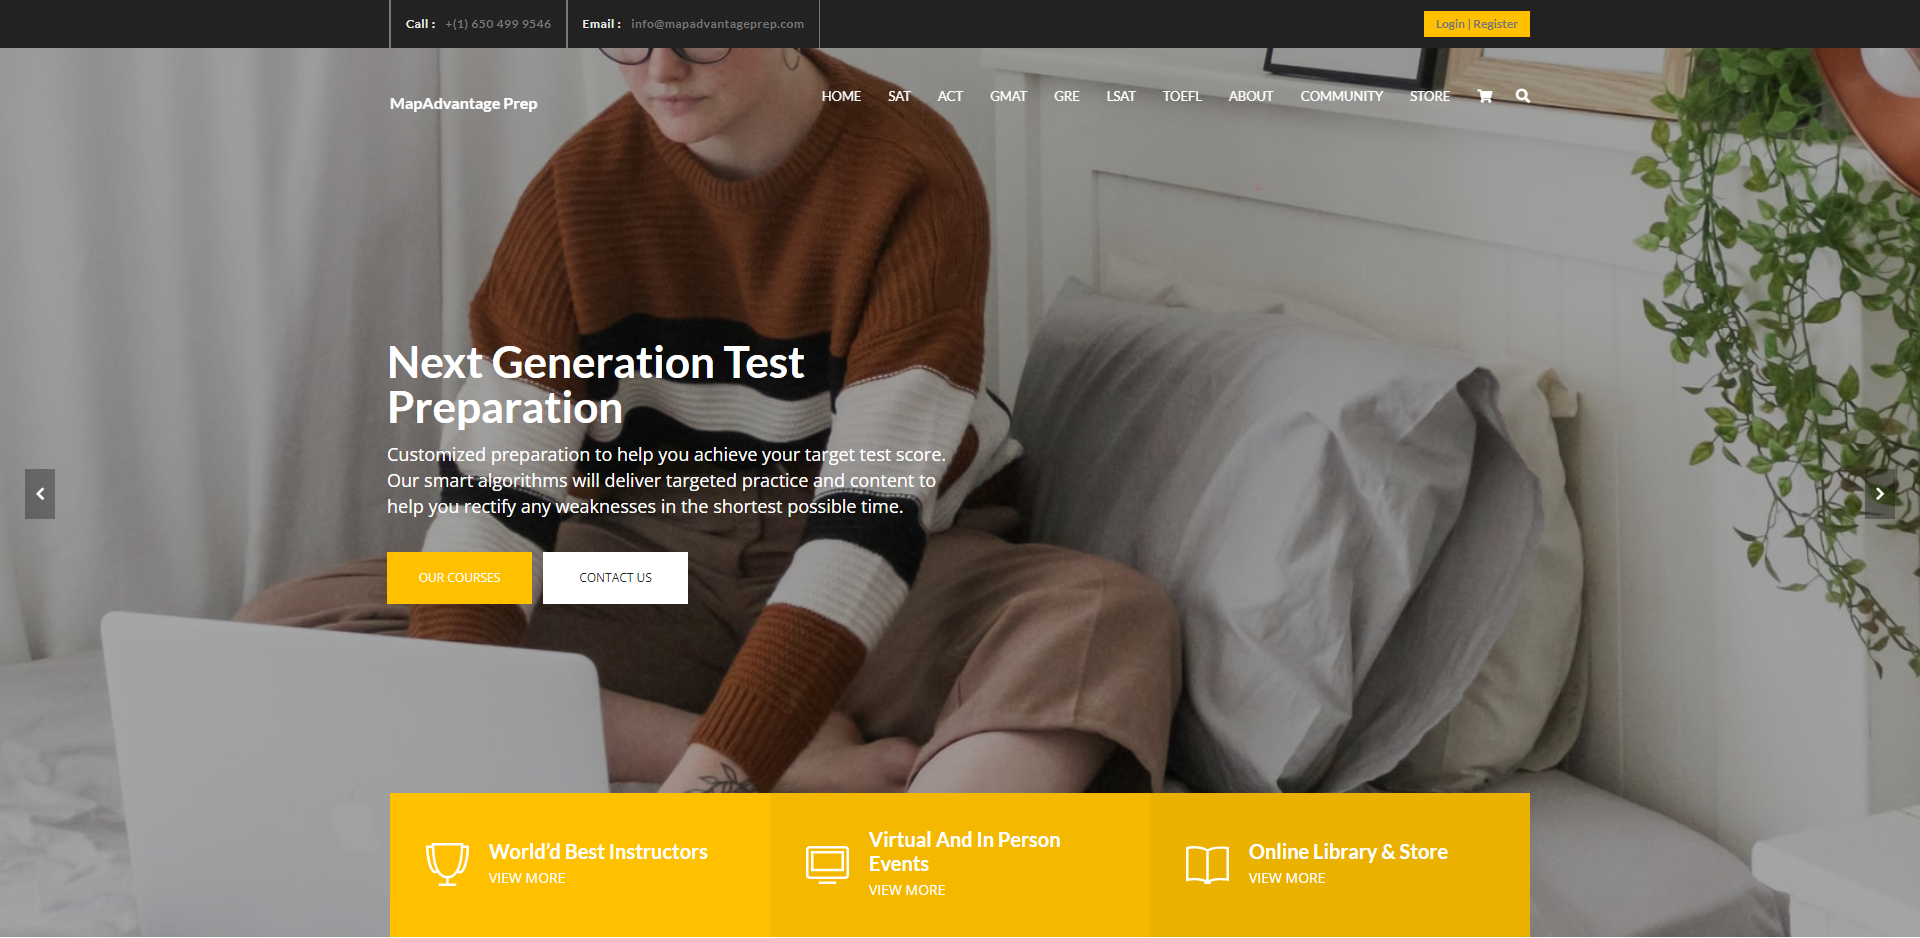 Call : +(1) 650 499 9546 Email : info@mapadvantageprep.com Login | Register
MapAdvantage Prep HOME SAT ACT GMAT GRE LSAT TOEFL ABOUT COMMUNITY STORE
Next Generation Test
Preparation
Customized preparation to help you achieve your target test score.
Our smart algorithms will deliver targeted practice and content to
help you rectify any weaknesses in the shortest possible time.
OUR COURSES CONTACT US
World'd Best Instructors
VIEW MORE
Virtual And In Person
Events
VIEW MORE
Online Library & Store
VIEW MORE